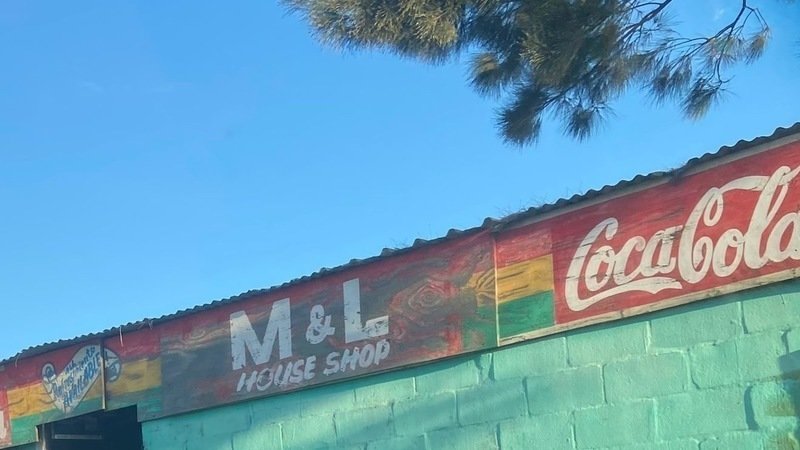 M & L
HOUSE SHOP
Coca Cola